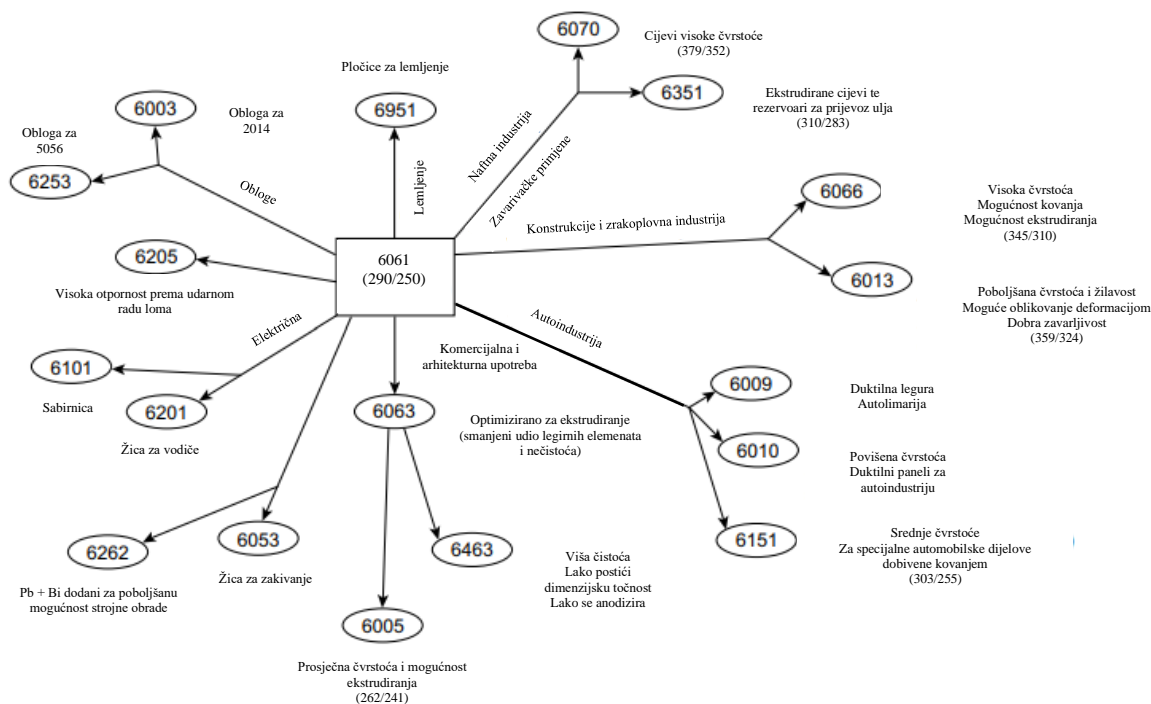 6070
Cijevi visoke čvrstoće
(379/352)
Pločice za lemljenje
6351
Ekstrudirane cijevi te
rezervoari za prijevoz ulja
(310/283)
6003
Obloga za
2014
6951
Obloga za
5056
6253
Obloge
Lemljenje
Naftna industrija
Zavarivačke primjene
Konstrukcije i zrakoplovna industrija
6066
Visoka čvrstoća
Mogućnost kovanja
Mogućnost ekstrudiranja
(345/310)
6205
Visoka otpornost prema udarnom
radu loma
6061
(290/250)
6013
Poboljšana čvrstoća i žilavost
Moguće oblikovanje deformacijom
Dobra zavarljivost
(359/324)
Električna
Autoindustrija
Komercijalna i
arhitekturna upotreba
6101
Sabirnica
6201
Žica za vodiče
6063
Optimizirano za ekstrudiranje
(smanjeni udio legirnih elemenata
i nečistoća)
6009
Duktilna legura
Autolimarija
6010
Povišena čvrstoća
Duktilni paneli za
autoindustriju
6262
Pb + Bi dodani za poboljšanu
mogućnost strojne obrade
6053
Žica za zakivanje
6463
Viša čistoća
Lako postići
dimenzijsku točnost
Lako se anodizira
6151
Srednje čvrstoće
Za specijalne automobilske dijelove
dobivene kovanjem
(303/255)
6005
Prosječna čvrstoća i mogućnost
ekstrudiranja
(262/241)